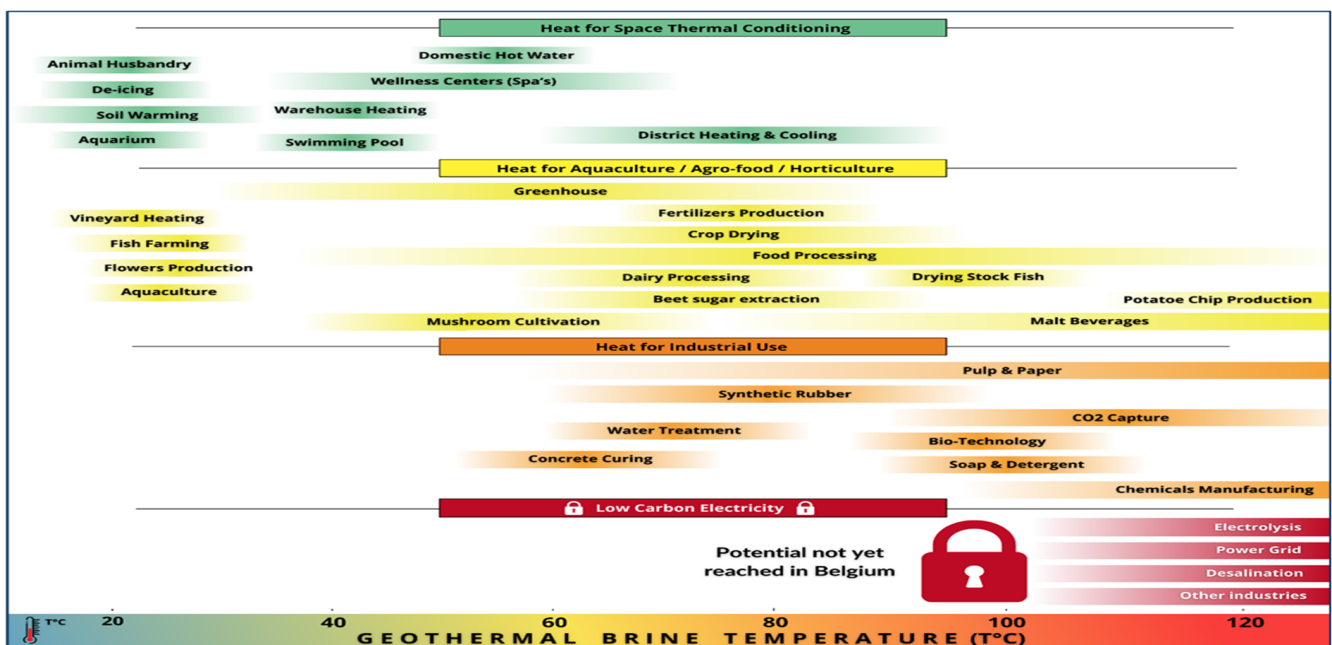 Heat for Space Thermal Conditioning
Domestic Hot Water
Animal Husbandry
Wellness Centers (Spa's)
De-icing
Warehouse Heating
Soil Warming
District Heating & Cooling
Aquarium
Swimming Pool
Heat for Aquaculture / Agro-food / Horticulture
Greenhouse
Vineyard Heating
Fertilizers Production
Crop Drying
Fish Farming
Food Processing
Flowers Production
Dairy Processing
Drying Stock Fish
Aquaculture
Beet sugar extraction
Potatoe Chip Production
Mushroom Cultivation
Malt Beverages
Heat for Industrial Use
Pulp & Paper
Synthetic Rubber
CO2 Capture
Water Treatment
Bio-Technology
Concrete Curing
Soap & Detergent
Chemicals Manufacturing
Low Carbon Electricity
Electrolysis
Potential not yet
reached in Belgium
Power Grid
Desalination
Other industries
T°C 20 40 60 80 100 120
GEOTHERMAL BRINE TEMPERATURE (T°C)